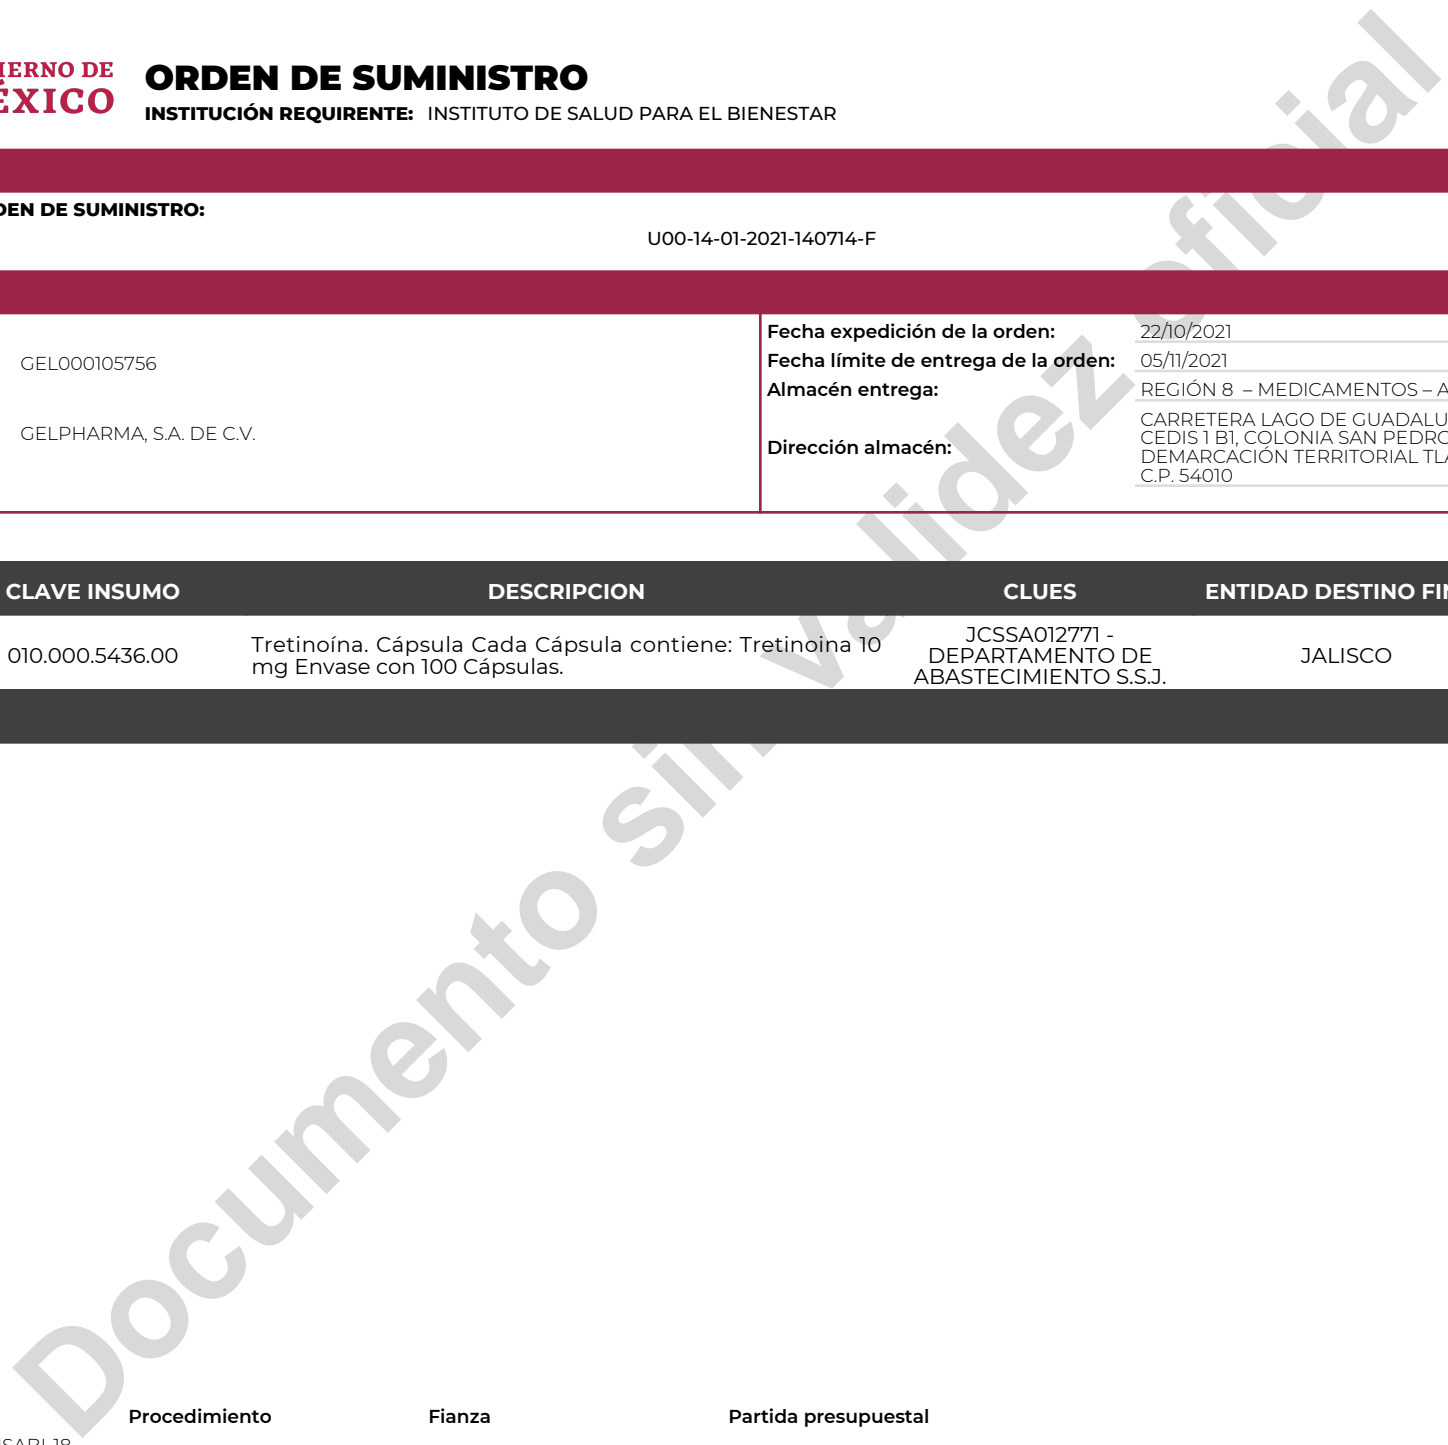 IERNO DE
ÉXICO
ORDEN DE SUMINISTRO
INSTITUCIÓN REQUIRENTE: INSTITUTO DE SALUD PARA EL BIENESTAR
DEN DE SUMINISTRO:
U00-14-01-2021-140714-F
GEL000105756
GELPHARMA, S.A. DE C.V.
Fecha expedición de la orden: 22/10/2021
Fecha límite de entrega de la orden: 05/11/2021
Almacén entrega: REGIÓN 8 – MEDICAMENTOS – A
Dirección almacén:
CARRETERA LAGO DE GUADALU
CEDIS 1 B1, COLONIA SAN PEDRO
DEMARCACIÓN TERRITORIAL TLA
C.P. 54010
CLAVE INSUMO DESCRIPCION CLUES ENTIDAD DESTINO FIN
010.000.5436.00
Tretinoína. Cápsula Cada Cápsula contiene: Tretinoina 10
mg Envase con 100 Cápsulas.
JCSSA012771 -
DEPARTAMENTO DE
ABASTECIMIENTO S.S.J.
JALISCO
Documento sin validez oficial
Procedimiento Fianza Partida presupuestal